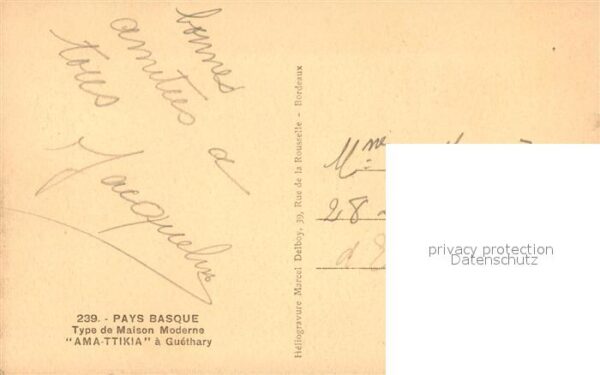 bonnes
amitiés à
tous
Jacqueline
239. - PAYS BASQUE
Type de Maison Moderne
"AMA-TTIKIA" à Guéthary
Héliogravure Marcel Delboy, 39, Rue de la Rousselle - Bordeaux
Mme
28
d'
privacy protection
Datenschutz